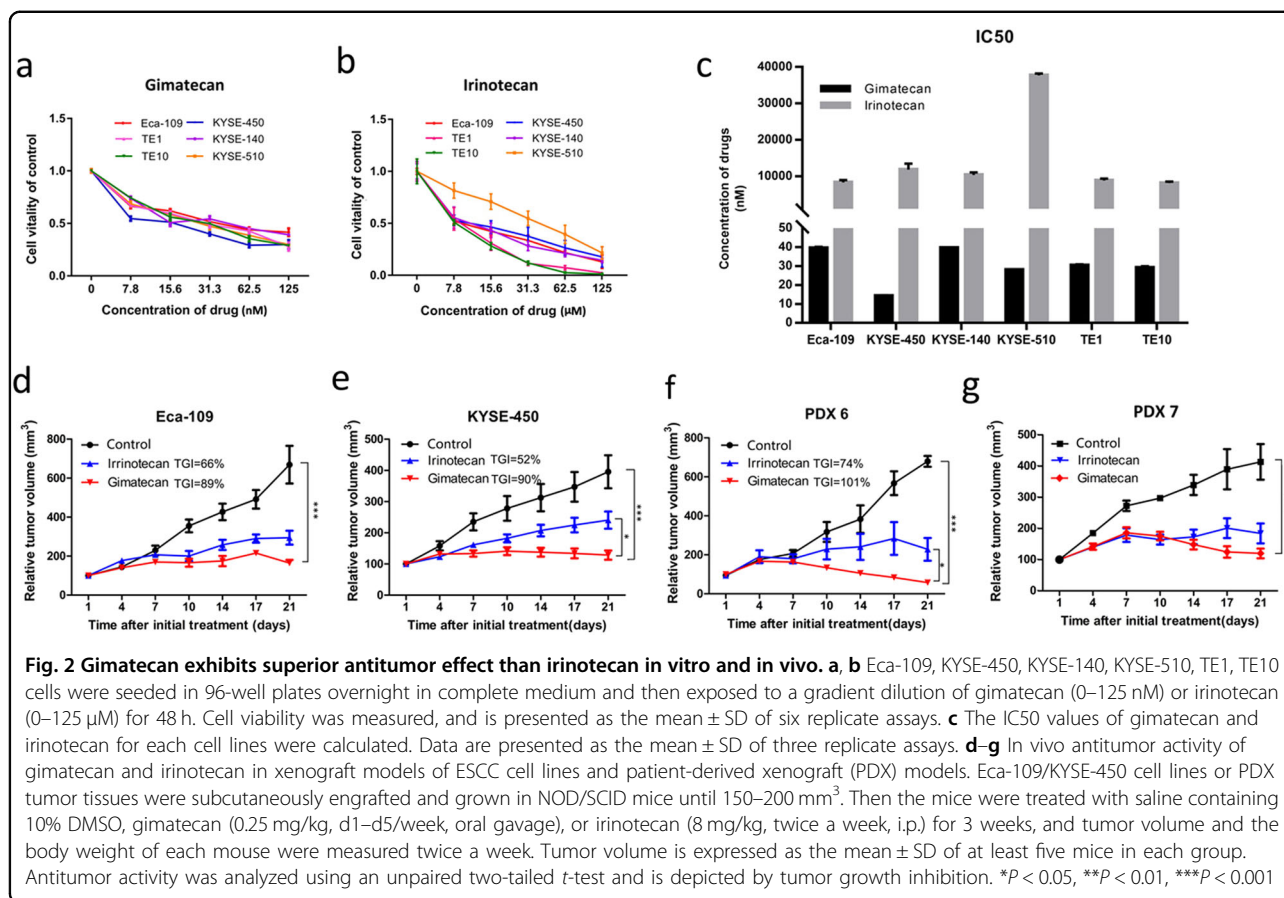 a
Gimatecan
1.5
1.0
0.5
0.0
Cell vitality of control
Eca-109
TE1
TE10
KYSE-450
KYSE-140
KYSE-510
0 7.8 15.6 31.3 62.5 125
Concentration of drug (nM)
b
Irinotecan
1.5
1.0
0.5
0.0
Cell vitality of control
Eca-109
TE1
TE10
KYSE-450
KYSE-140
KYSE-510
0 7.8 15.6 31.3 62.5 125
Concentration of drug (μM)
c
IC50
Gimatecan
Irinotecan
40000
30000
20000
10000
50
40
30
20
10
0
Concentration of drugs
(nM)
Eca-109 KYSE-450 KYSE-140 KYSE-510 TE1 TE10
d
Eca-109
800
600
400
200
0
Relative tumor volume (mm³)
Control
Irrinotecan TGI=66%
Gimatecan TGI=89%
***
1 4 7 10 14 17 21
Time after initial treatment (days)
e
KYSE-450
500
400
300
200
100
0
Relative tumor volume (mm³)
Control
Irinotecan TGI=52%
Gimatecan TGI=90%
*
***
1 4 7 10 14 17 21
Time after initial treatment(days)
f
PDX 6
800
600
400
200
0
Relative tumor volume (mm³)
Control
Irrinotecan TGI=74%
Gimatecan TGI=101%
*
***
1 4 7 10 14 17 21
Time after initial treatment(days)
g
PDX 7
500
400
300
200
100
0
Relative tumor volume (mm³)
Control
Irrinotecan
Gimatecan
1 4 7 10 14 17 21
Time after initial treatment(days)
Fig. 2 Gimatecan exhibits superior antitumor effect than irinotecan in vitro and in vivo. a, b Eca-109, KYSE-450, KYSE-140, KYSE-510, TE1, TE10
cells were seeded in 96-well plates overnight in complete medium and then exposed to a gradient dilution of gimatecan (0–125 nM) or irinotecan
(0–125 μM) for 48 h. Cell viability was measured, and is presented as the mean ± SD of six replicate assays. c The IC50 values of gimatecan and
irinotecan for each cell lines were calculated. Data are presented as the mean ± SD of three replicate assays. d–g In vivo antitumor activity of
gimatecan and irinotecan in xenograft models of ESCC cell lines and patient-derived xenograft (PDX) models. Eca-109/KYSE-450 cell lines or PDX
tumor tissues were subcutaneously engrafted and grown in NOD/SCID mice until 150–200 mm³. Then the mice were treated with saline containing
10% DMSO, gimatecan (0.25 mg/kg, d1–d5/week, oral gavage), or irinotecan (8 mg/kg, twice a week, i.p.) for 3 weeks, and tumor volume and the
body weight of each mouse were measured twice a week. Tumor volume is expressed as the mean ± SD of at least five mice in each group.
Antitumor activity was analyzed using an unpaired two-tailed t-test and is depicted by tumor growth inhibition. *P < 0.05, **P < 0.01, ***P < 0.001